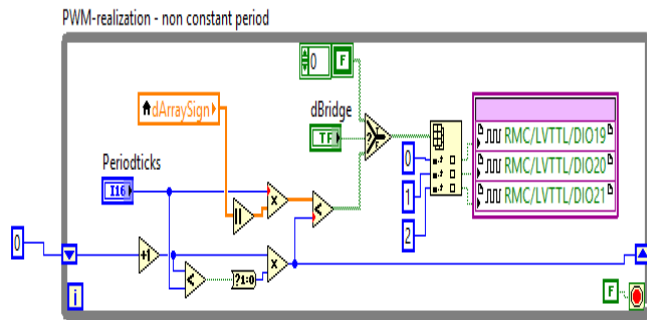 PWM-realization - non constant period
0
F
dArraySign
dBridge
TF
RMC/LVTTL/DIO19
RMC/LVTTL/DIO20
RMC/LVTTL/DIO21
0
1
2
Periodticks
I16
x
<
||
0
+1
<
?1:0
x
i
F